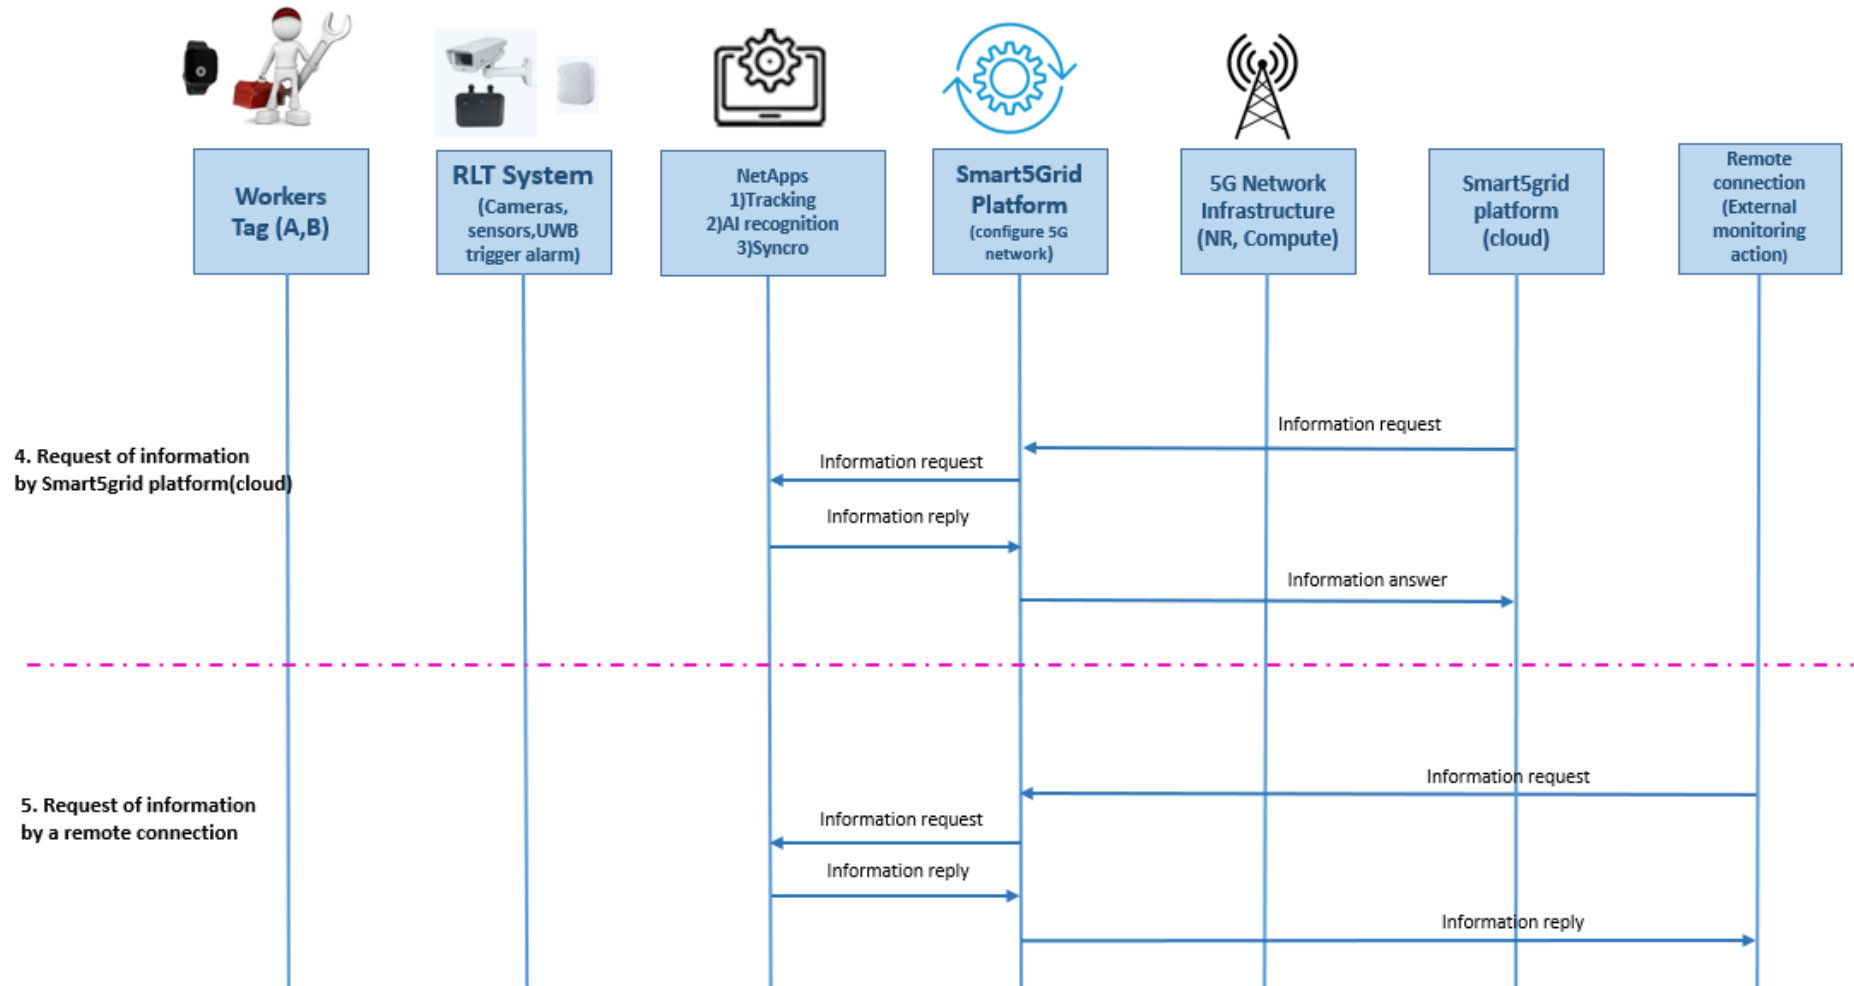 Workers
Tag (A,B)
RLT System
(Cameras,
sensors,UWB
trigger alarm)
NetApps
1)Tracking
2)AI recognition
3)Syncro
Smart5Grid
Platform
(configure 5G
network)
5G Network
Infrastructure
(NR, Compute)
Smart5grid
platform
(cloud)
Remote
connection
(External
monitoring
action)
4. Request of information
by Smart5grid platform(cloud)
Information request
Information request
Information reply
Information answer
5. Request of information
by a remote connection
Information request
Information request
Information reply
Information reply